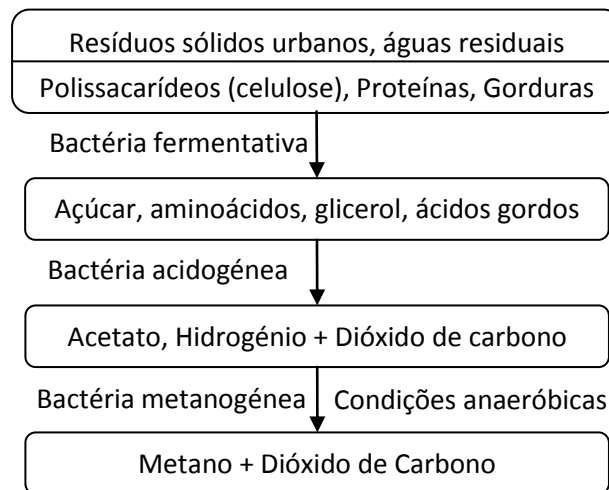 Resíduos sólidos urbanos, águas residuais
Polissacarídeos (celulose), Proteínas, Gorduras
Bactéria fermentativa
Açúcar, aminoácidos, glicerol, ácidos gordos
Bactéria acidogénea
Acetato, Hidrogénio + Dióxido de carbono
Bactéria metanogénea Condições anaeróbicas
Metano + Dióxido de Carbono